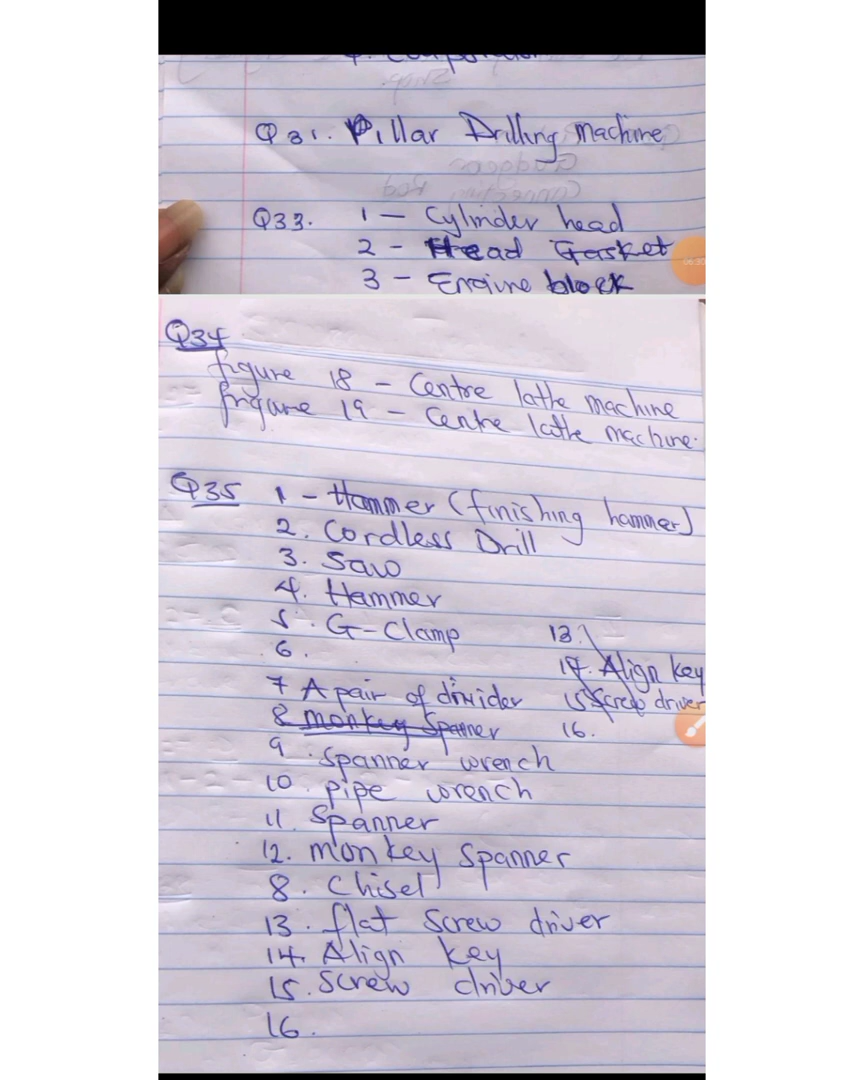 Q31. Pillar Drilling machine
Q33. 1 - Cylinder head
2 - Head Gasket
3 - Engine block
06:30
Q34
figure 18 - Centre lathe machine
figure 19 - Centre lathe machine.
Q35 1 - Hammer (finishing hammer)
2. Cordless Drill
3. Saw
4. Hammer
5. G-Clamp
6.
7 A pair of divider
8 monkey Spanner
9. Spanner wrench
10. pipe wrench
11. Spanner
12. monkey spanner
8. Chisel
13. flat Screw driver
14. Align key
15. Screw driver
16.
13.
14. Align key
15 Screw driver
16.